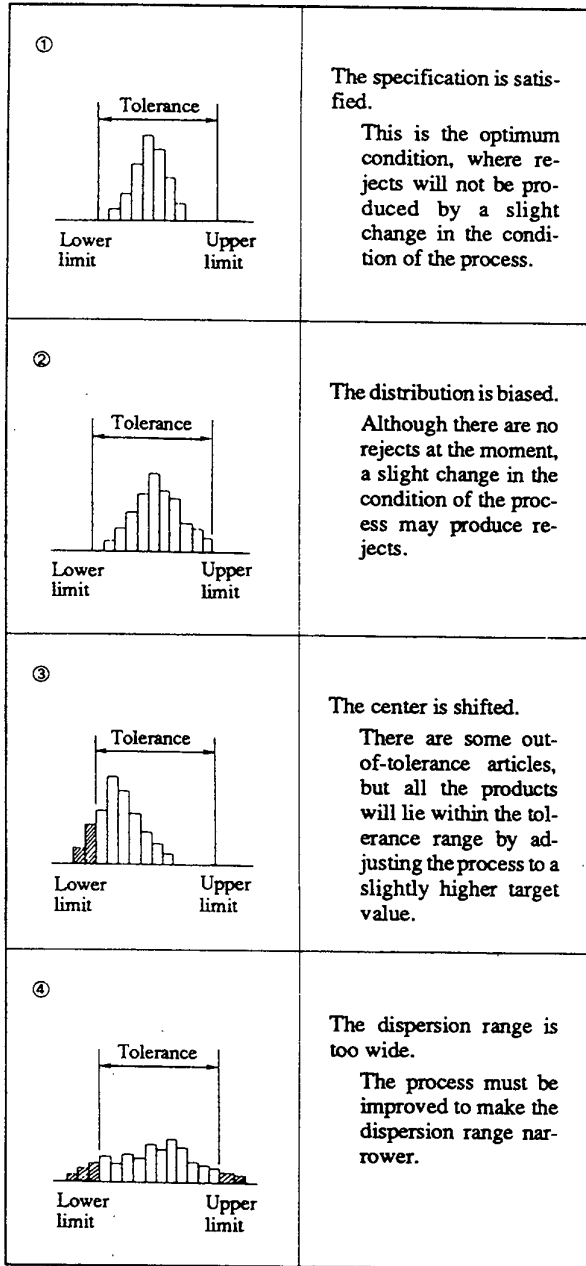 ①
Tolerance
Lower limit
Upper limit
The specification is satis-
fied.
This is the optimum
condition, where re-
jects will not be pro-
duced by a slight
change in the condi-
tion of the process.
②
Tolerance
Lower limit
Upper limit
The distribution is biased.
Although there are no
rejects at the moment,
a slight change in the
condition of the proc-
ess may produce re-
jects.
③
Tolerance
Lower limit
Upper limit
The center is shifted.
There are some out-
of-tolerance articles,
but all the products
will lie within the tol-
erance range by ad-
justing the process to a
slightly higher target
value.
④
Tolerance
Lower limit
Upper limit
The dispersion range is
too wide.
The process must be
improved to make the
dispersion range nar-
rower.